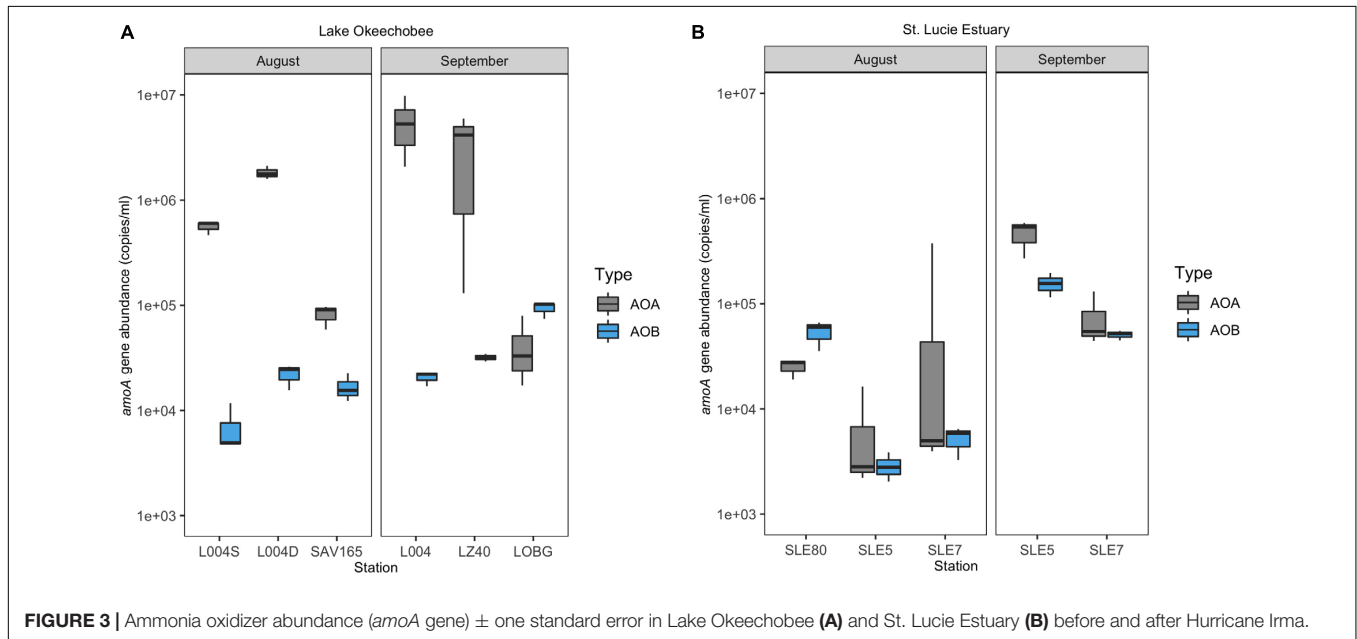 A
Lake Okeechobee
August
September
amoA gene abundance (copies/ml)
1e+07
1e+06
1e+05
1e+04
1e+03
L004S
L004D
SAV165
L004
LZ40
LOBG
Station
Type
AOA
AOB
B
St. Lucie Estuary
August
September
amoA gene abundance (copies/ml)
1e+07
1e+06
1e+05
1e+04
1e+03
SLE80
SLE5
SLE7
SLE5
SLE7
Station
Type
AOA
AOB
FIGURE 3 | Ammonia oxidizer abundance (amoA gene) ± one standard error in Lake Okeechobee (A) and St. Lucie Estuary (B) before and after Hurricane Irma.